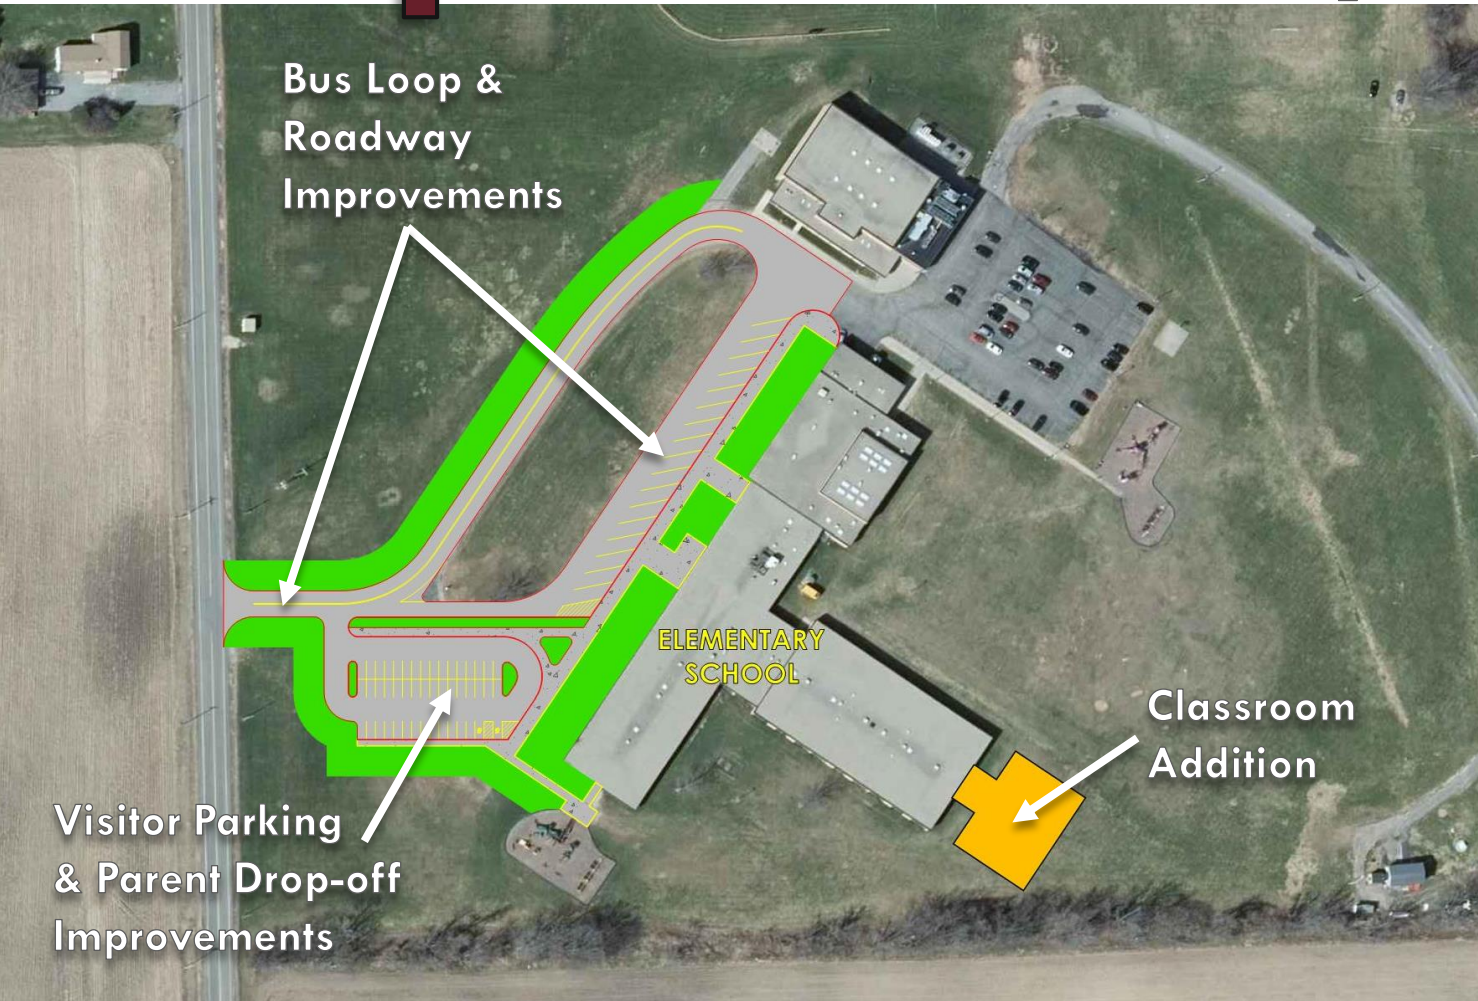 Bus Loop &
Roadway
Improvements
ELEMENTARY
SCHOOL
Classroom
Addition
Visitor Parking
& Parent Drop-off
Improvements